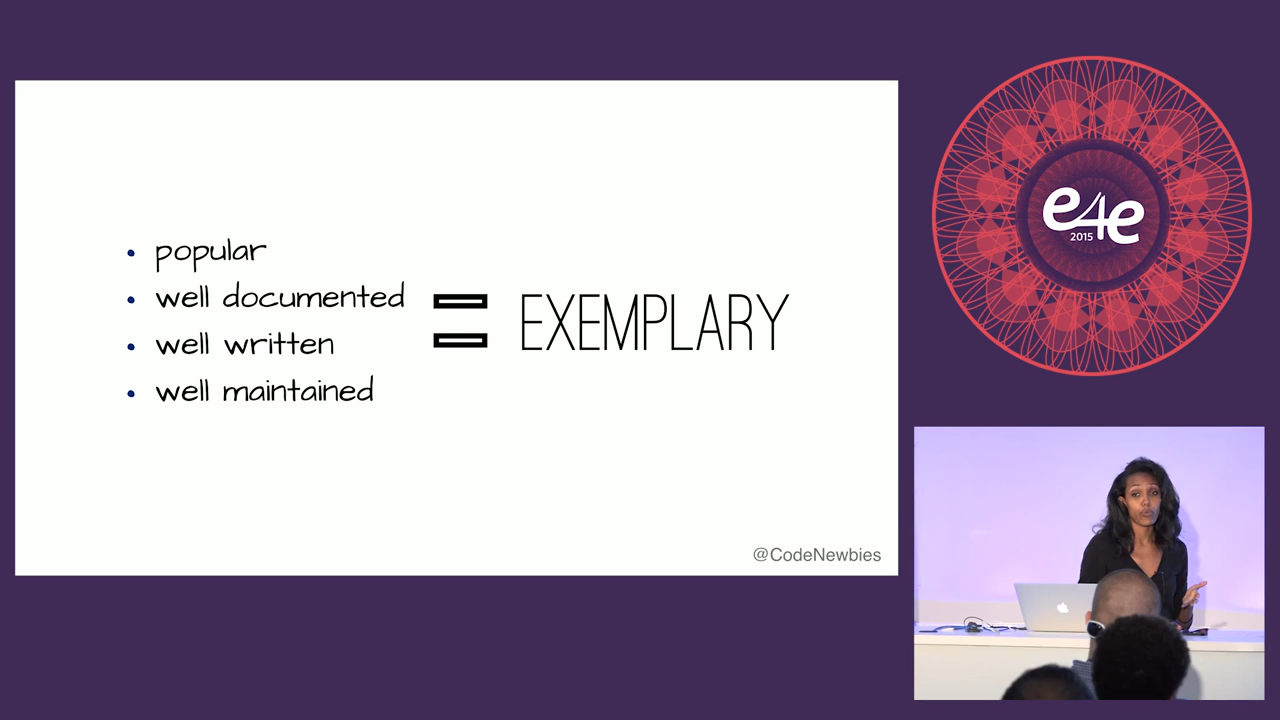 • popular
• well documented
• well written
• well maintained
= EXEMPLARY
@CodeNewbies
e4e
2015